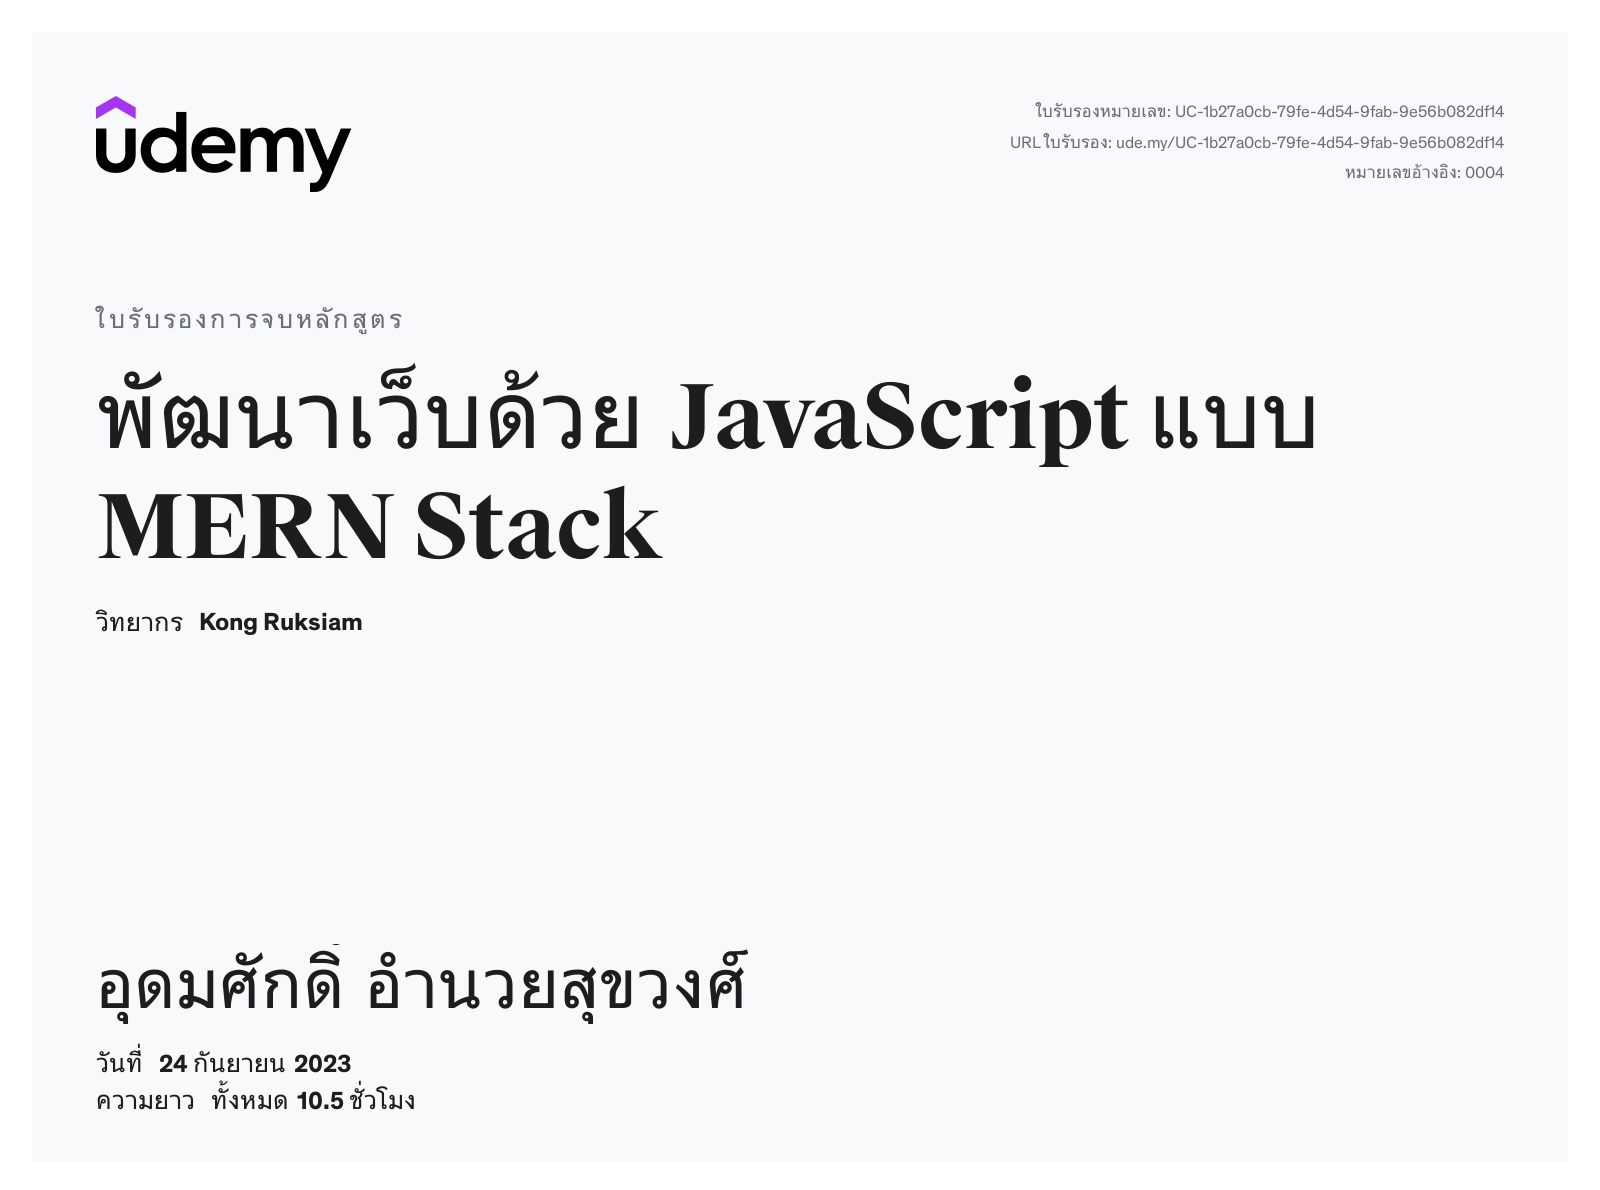 udemy
ใบรับรองหมายเลข: UC-1b27a0cb-79fe-4d54-9fab-9e56b082df14
URL ใบรับรอง: ude.my/UC-1b27a0cb-79fe-4d54-9fab-9e56b082df14
หมายเลขอ้างอิง: 0004
ใบรับรองการจบหลักสูตร
พัฒนาเว็บด้วย JavaScript แบบ
MERN Stack
วิทยากร Kong Ruksiam
อุดมศักดิ์ อำนวยสุขวงศ์
วันที่ 24 กันยายน 2023
ความยาว ทั้งหมด 10.5 ชั่วโมง